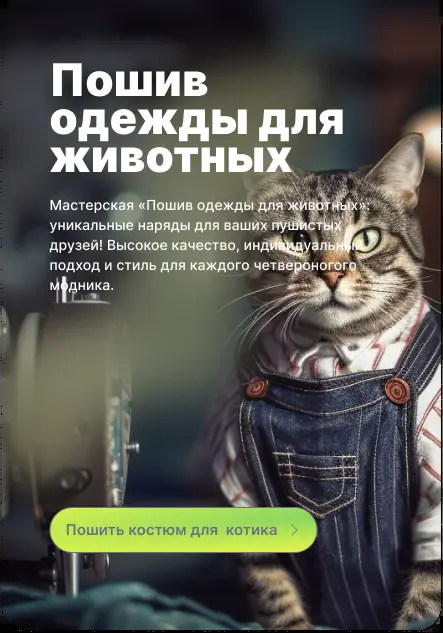 Пошив
одежды для
животных
Мастерская «Пошив одежды для животных»:
уникальные наряды для ваших пушистых
друзей! Высокое качество, индивидуальный
подход и стиль для каждого четвероногого
модника.
Пошить костюм для котика